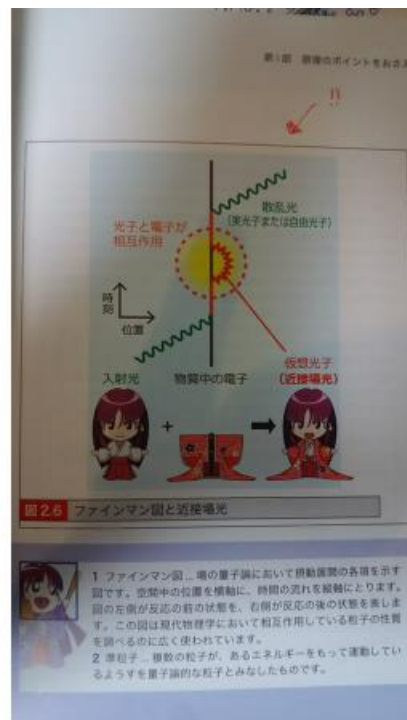 第1部 原理のポイントをおさえ
散乱光
(実光子または自由光子)
光子と電子が
相互作用
時刻
位置
仮想光子
(近接場光)
入射光
物質中の電子
+
図2.6 ファインマン図と近接場光
1 ファインマン図…場の量子論において摂動展開の各項を示す
図です。空間中の位置を横軸に、時間の流れを縦軸にとります。
図の左側が反応の前の状態を、右側が反応の後の状態を表しま
す。この図は現代物理学において相互作用している粒子の性質
を調べるのに広く使われています。
2 準粒子…複数の粒子が、あるエネルギーをもって運動してい
るようすを量子論的な粒子とみなしたものです。